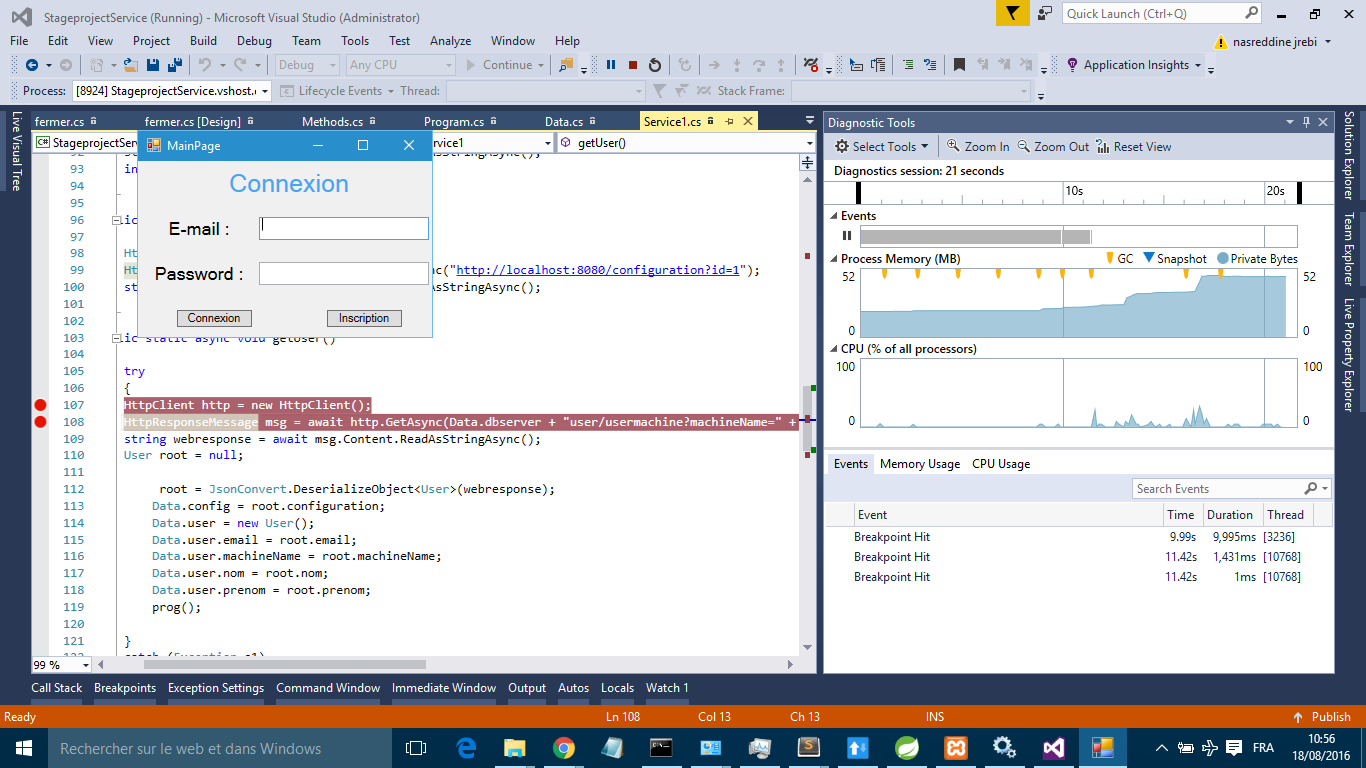 StageprojectService (Running) - Microsoft Visual Studio (Administrator)
Quick Launch (Ctrl+Q)
File Edit View Project Build Debug Team Tools Test Analyze Window Help
nasreddine jrebi
Debug Any CPU Continue Application Insights
Process: [8924] StageprojectService.vshost. Lifecycle Events Thread: Stack Frame:
Live Visual Tree
fermer.cs fermer.cs [Design] Methods.cs Program.cs Data.cs Service1.cs
C# StageprojectSer rvice1 getUser()
MainPage
Connexion
E-mail :
Password :
Connexion Inscription
93 in
94
95
96 ic
97
98 Ht
99 Ht nc("http://localhost:8080/configuration?id=1");
100 st AsStringAsync();
101
102
103 lic static async void getUser()
104
105 try
106 {
107 HttpClient http = new HttpClient();
108 HttpResponseMessage msg = await http.GetAsync(Data.dbserver + "user/usermachine?machineName=" +
109 string webresponse = await msg.Content.ReadAsStringAsync();
110 User root = null;
111
112 root = JsonConvert.DeserializeObject<User>(webresponse);
113 Data.config = root.configuration;
114 Data.user = new User();
115 Data.user.email = root.email;
116 Data.user.machineName = root.machineName;
117 Data.user.nom = root.nom;
118 Data.user.prenom = root.prenom;
119 prog();
120
121 }
99 %
Diagnostic Tools
Select Tools Zoom In Zoom Out Reset View
Diagnostics session: 21 seconds
10s 20s
Events
Process Memory (MB) GC Snapshot Private Bytes
52 52
0 0
CPU (% of all processors)
100 100
0 0
Events Memory Usage CPU Usage
Search Events
Event Time Duration Thread
Breakpoint Hit 9.99s 9,995ms [3236]
Breakpoint Hit 11.42s 1,431ms [10768]
Breakpoint Hit 11.42s 1ms [10768]
Solution Explorer
Team Explorer
Live Property Explorer
Call Stack Breakpoints Exception Settings Command Window Immediate Window Output Autos Locals Watch 1
Ready Ln 108 Col 13 Ch 13 INS Publish
Rechercher sur le web et dans Windows
FRA
10:56
18/08/2016